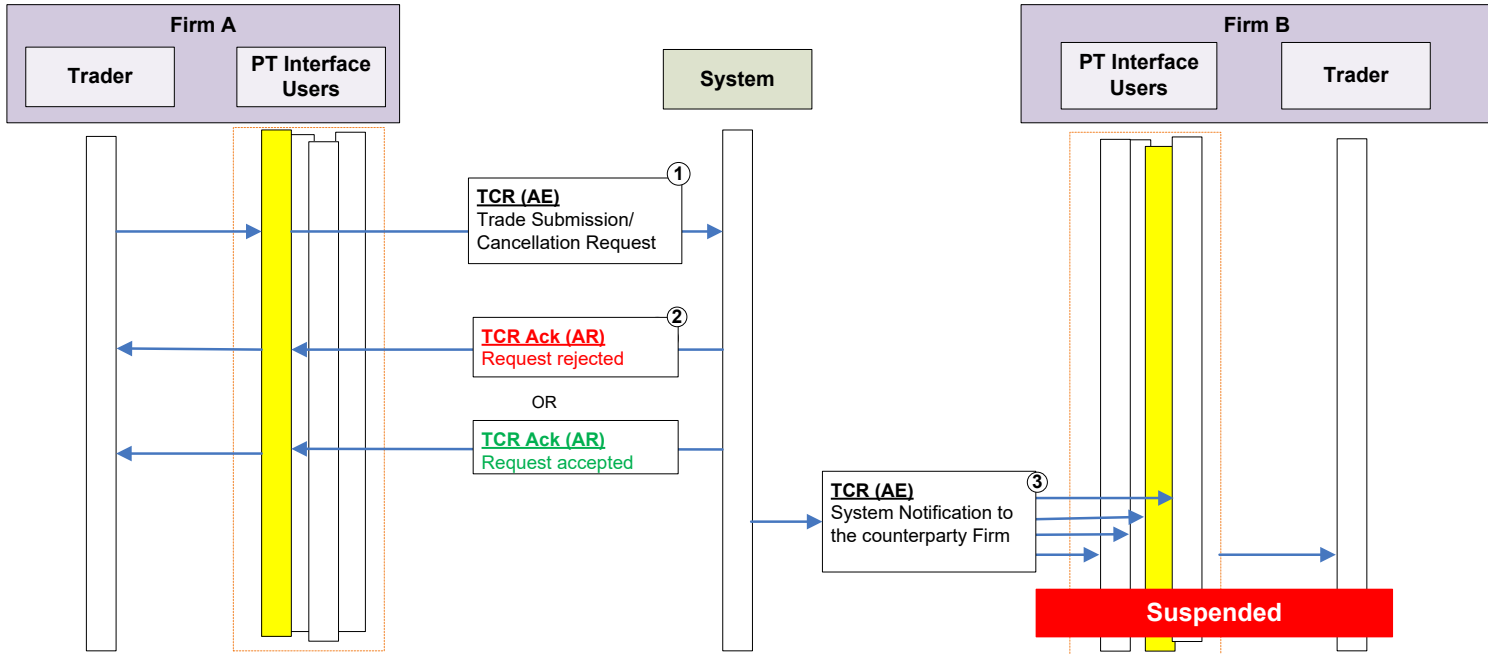 Firm A
Trader
PT Interface
Users
System
Firm B
PT Interface
Users
Trader
1
TCR (AE)
Trade Submission/
Cancellation Request
2
TCR Ack (AR)
Request rejected
OR
TCR Ack (AR)
Request accepted
3
TCR (AE)
System Notification to
the counterparty Firm
Suspended